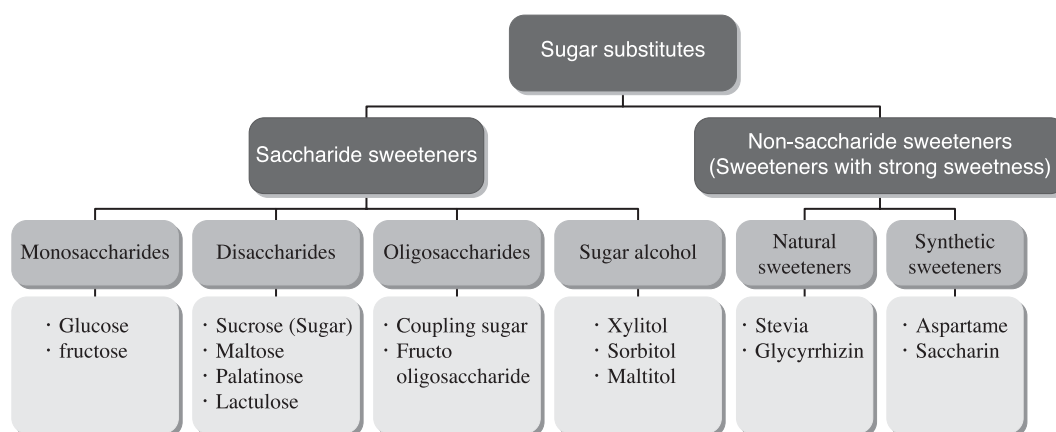 Sugar substitutes
Saccharide sweeteners
Non-saccharide sweeteners
(Sweeteners with strong sweetness)
Monosaccharides
Disaccharides
Oligosaccharides
Sugar alcohol
Natural
sweeteners
Synthetic
sweeteners
· Glucose
· fructose
· Sucrose (Sugar)
· Maltose
· Palatinose
· Lactulose
· Coupling sugar
· Fructo
oligosaccharide
· Xylitol
· Sorbitol
· Maltitol
· Stevia
· Glycyrrhizin
· Aspartame
· Saccharin